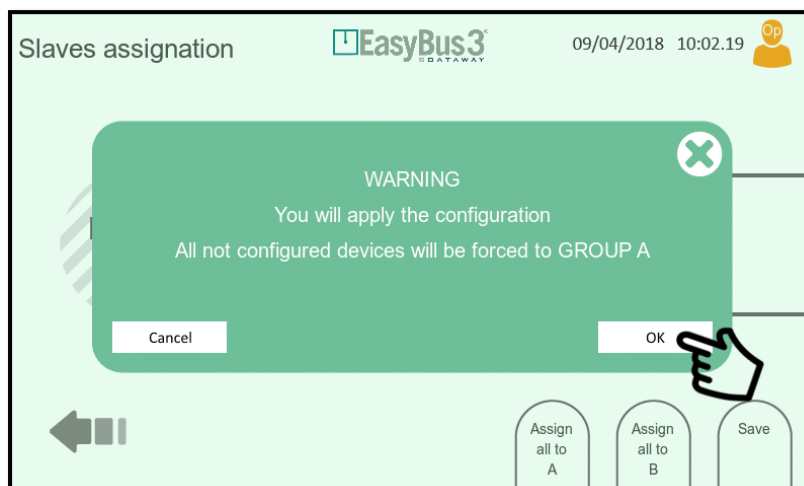 Slaves assignation
EasyBus3
DATAWAY
09/04/2018 10:02.19
Op
WARNING
You will apply the configuration
All not configured devices will be forced to GROUP A
Cancel
OK
Assign
all to
A
Assign
all to
B
Save